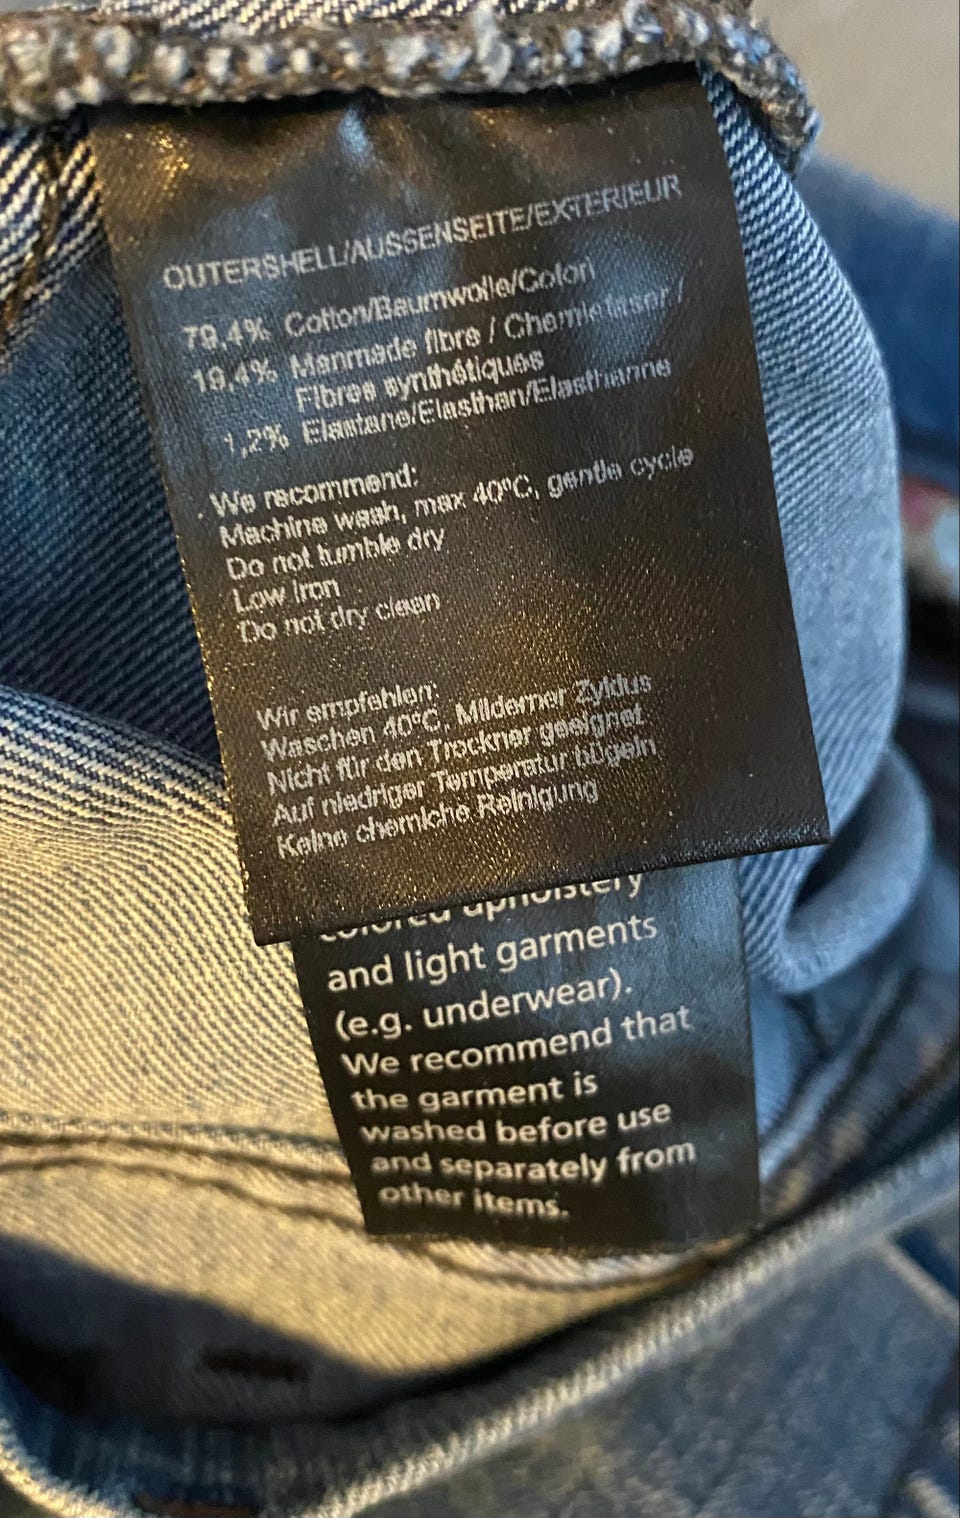 OUTERSHELL/AUSSENSEITE/EXTERIEUR
79,4% Cotton/Baumwolle/Coton
19,4% Manmade fibre / Chemiefaser /
Fibres synthétiques
1,2% Elastane/Elasthan/Elasthanne
We recommend:
Machine wash, max 40°C, gentle cycle
Do not tumble dry
Low Iron
Do not dry clean
Wir empfehlen:
Waschen 40°C, Milderner Zyklus
Nicht für den Trockner geeignet
Auf niedriger Temperatur bügeln
Keine chemiche Reinigung
colored upholstery
and light garments
(e.g. underwear).
We recommend that
the garment is
washed before use
and separately from
other items.